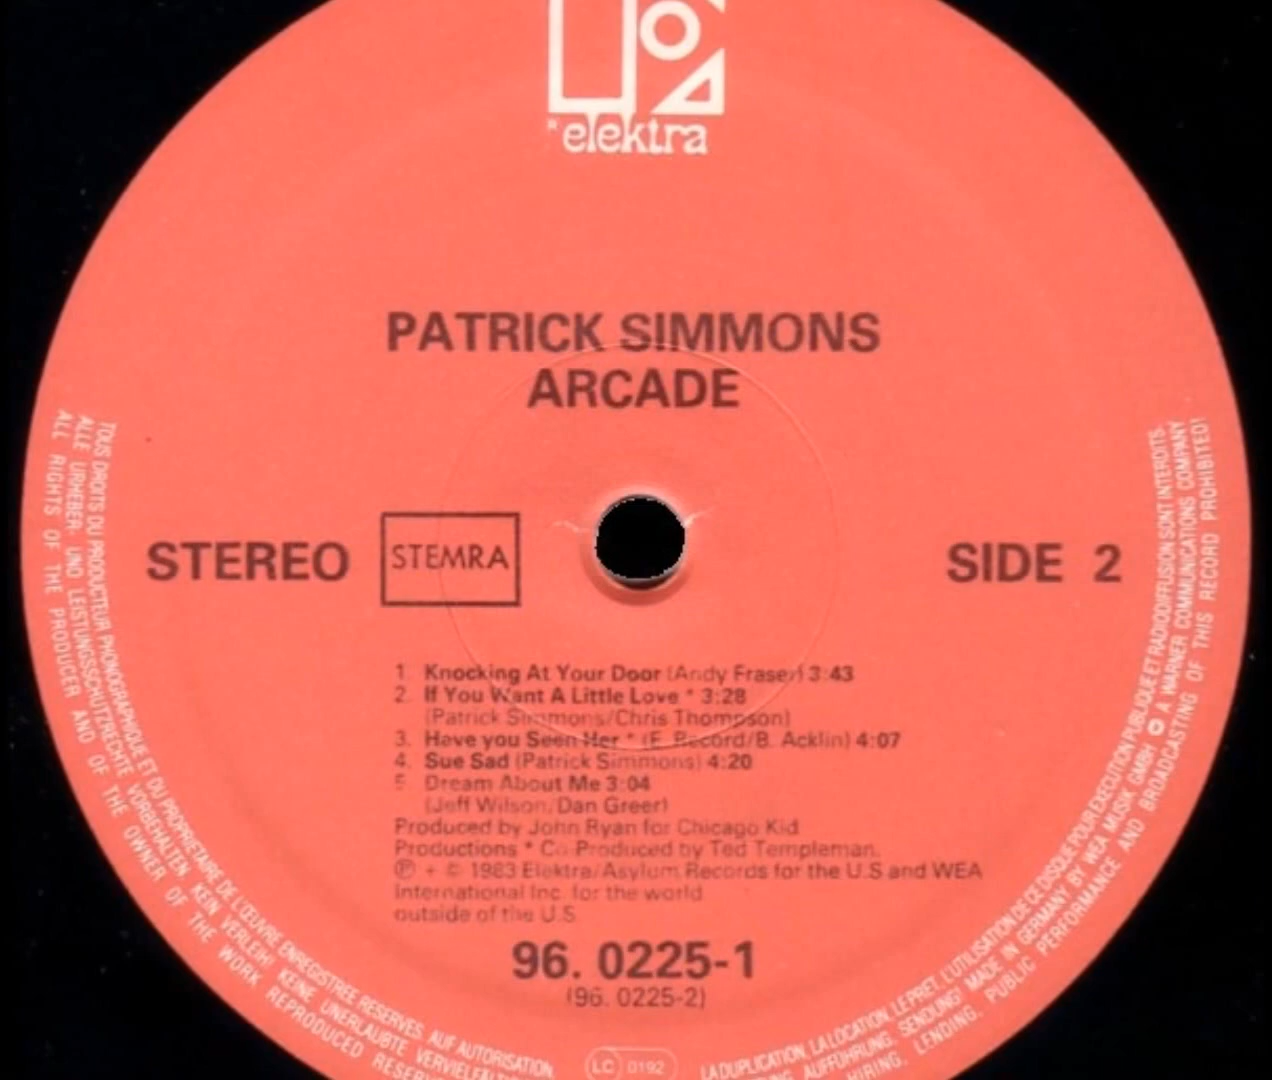 elektra
PATRICK SIMMONS
ARCADE
STEREO
STEMRA
SIDE 2
1. Knocking At Your Door (Andy Fraser) 3:43
2. If You Want A Little Love * 3:28
(Patrick Simmons/Chris Thompson)
3. Have you Seen Her * (E. Record/B. Acklin) 4:07
4. Sue Sad (Patrick Simmons) 4:20
5. Dream About Me 3:04
(Jeff Wilson/Dan Greer)
Produced by John Ryan for Chicago Kid
Productions * Co-Produced by Ted Templeman.
℗ + © 1983 Elektra/Asylum Records for the U.S and WEA
International Inc. for the world
outside of the U.S.
96. 0225-1
(96. 0225-2)
LC 0192
TOUS DROITS DU PRODUCTEUR PHONOGRAPHIQUE ET DU PROPRIETAIRE DE L'ŒUVRE ENREGISTREE RESERVES. AUF AUTORISATION,
LA DUPLICATION, LA LOCATION, LE PRET, L'UTILISATION DE CE DISQUE POUR EXECUTION PUBLIQUE ET RADIODIFFUSION SONT INTERDITS.
ALLE URHEBER- UND LEISTUNGSSCHUTZRECHTE VORBEHALTEN. KEIN VERLEIH! KEINE UNERLAUBTE
AUFFÜHRUNG, SENDUNG! MADE IN GERMANY BY WEA MUSIK GMBH A WARNER COMMUNICATIONS COMPANY
ALL RIGHTS OF THE PRODUCER AND OF THE OWNER OF THE WORK REPRODUCED
HIRING, LENDING, PUBLIC PERFORMANCE AND BROADCASTING OF THIS RECORD PROHIBITED!